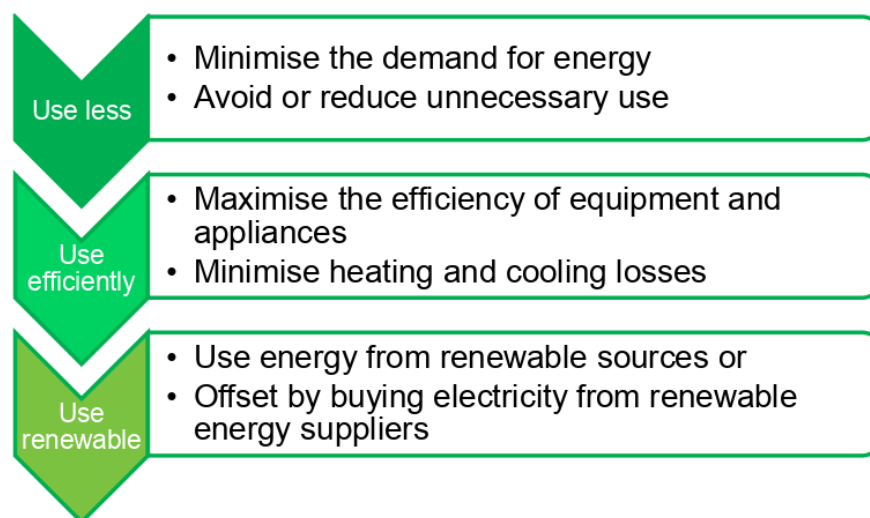 Use less
• Minimise the demand for energy
• Avoid or reduce unnecessary use
Use
efficiently
• Maximise the efficiency of equipment and
appliances
• Minimise heating and cooling losses
Use
renewable
• Use energy from renewable sources or
• Offset by buying electricity from renewable
energy suppliers